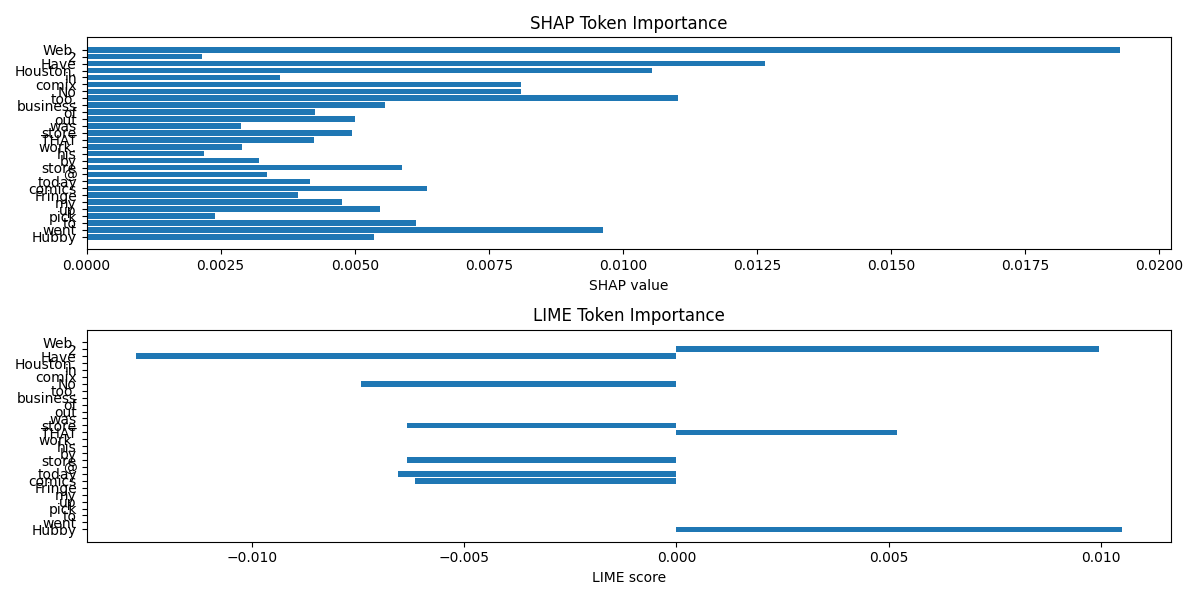 SHAP Token Importance
Web.
2
Have
Houston.
in
comix
No
too.
business
of
out
was
store
THAT
work.
his
by
store
@
today
comics
Fringe
my
up
pick
to
went
Hubby
0.0000 0.0025 0.0050 0.0075 0.0100 0.0125 0.0150 0.0175 0.0200
SHAP value
LIME Token Importance
Web.
2
Have
Houston.
in
comix
No
too.
business
of
out
was
store
THAT
work.
his
by
store
@
today
comics
Fringe
my
up
pick
to
went
Hubby
−0.010 −0.005 0.000 0.005 0.010
LIME score